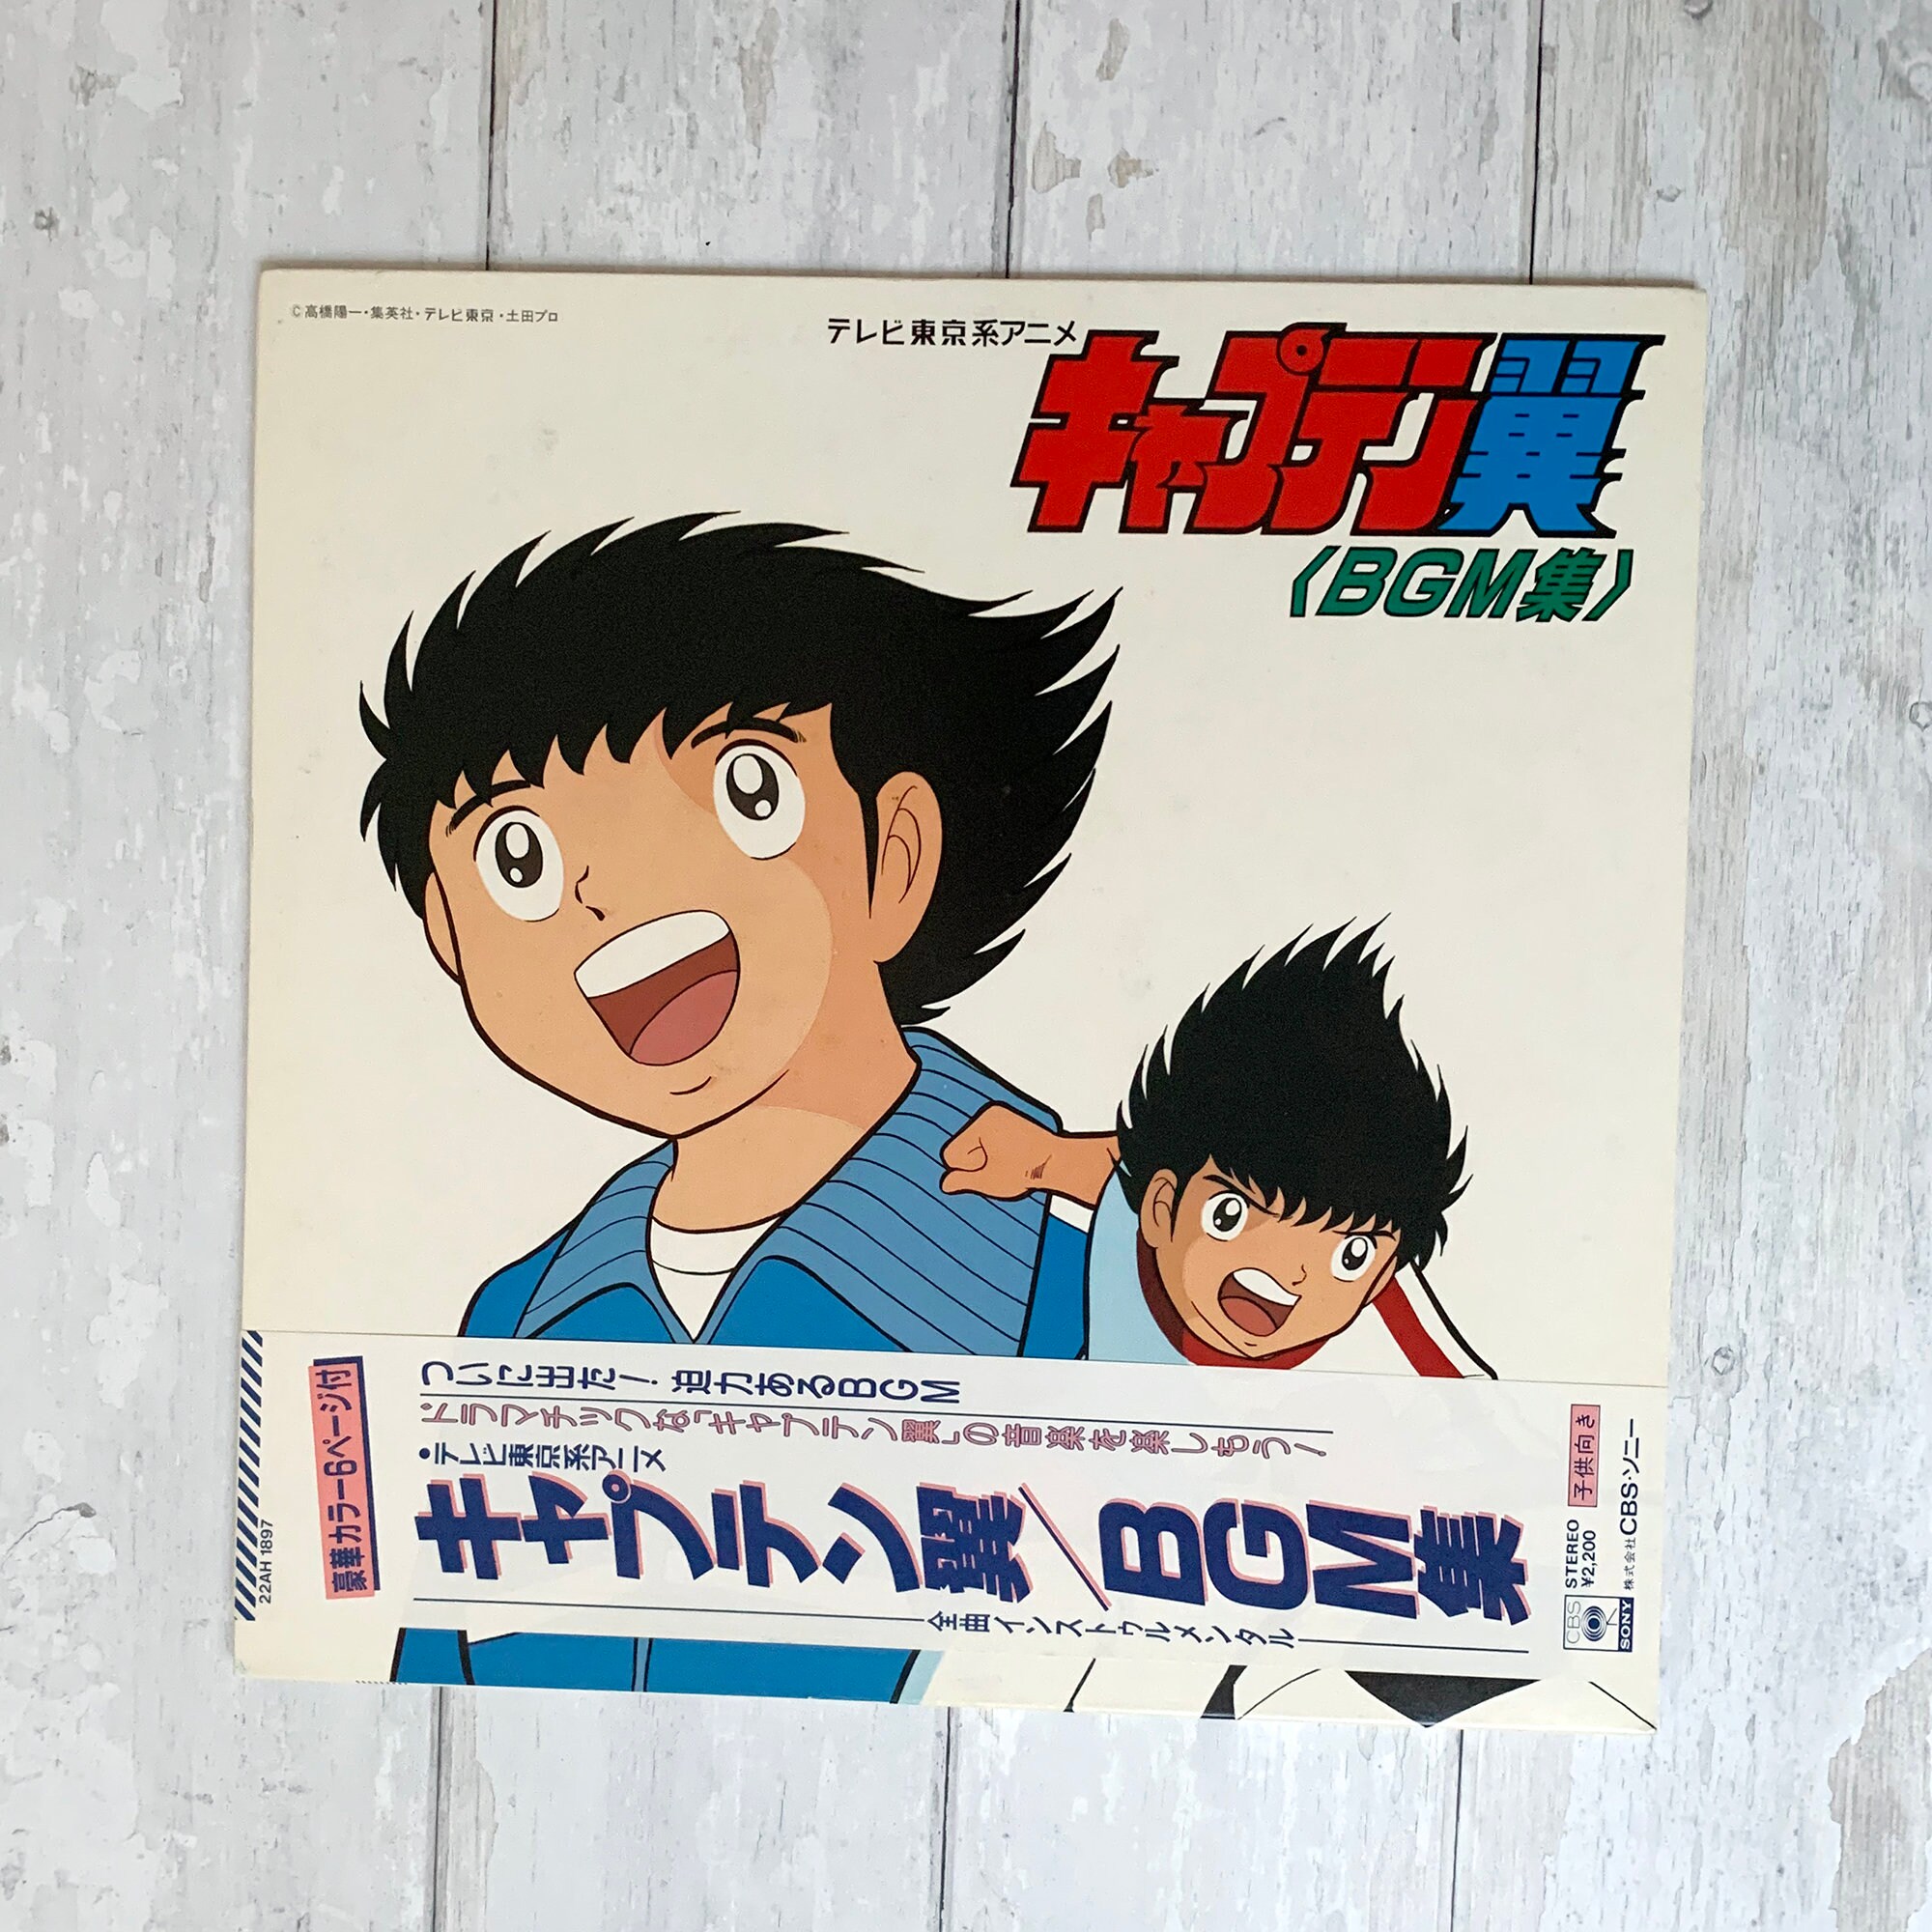 ©高橋陽一・集英社・テレビ東京・土田プロ
テレビ東京系アニメ
キャプテン翼
〈BGM集〉
ついに出た！迫力あるBGM
ドラマチックな「キャプテン翼」の音楽を楽しもう！
•テレビ東京系アニメ
キャプテン翼／BGM集
全曲インストゥルメンタル
豪華カラー6ページ付
22AH 1897
子供向き
STEREO
¥2,200
CBS
SONY
株式会社CBS・ソニー